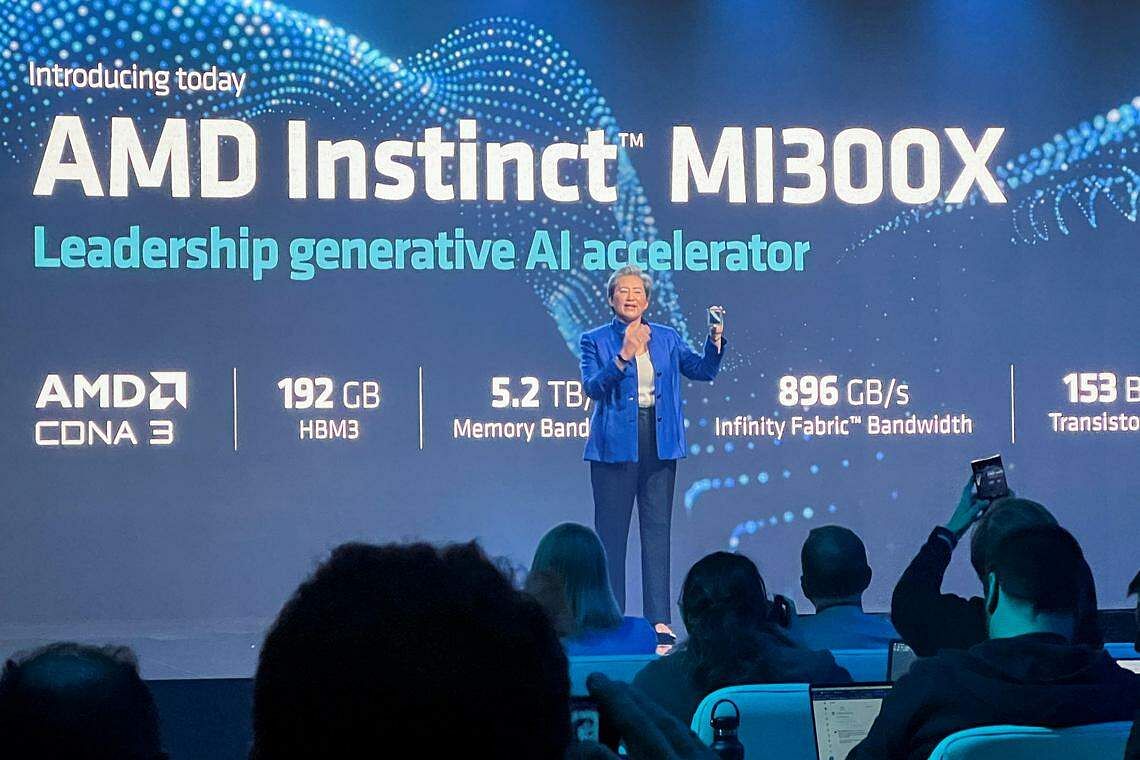 Introducing today
AMD Instinct™ MI300X
Leadership generative AI accelerator
AMD
CDNA 3
192 GB
HBM3
5.2 TB/
Memory Band
896 GB/s
Infinity Fabric™ Bandwidth
153 B
Transisto